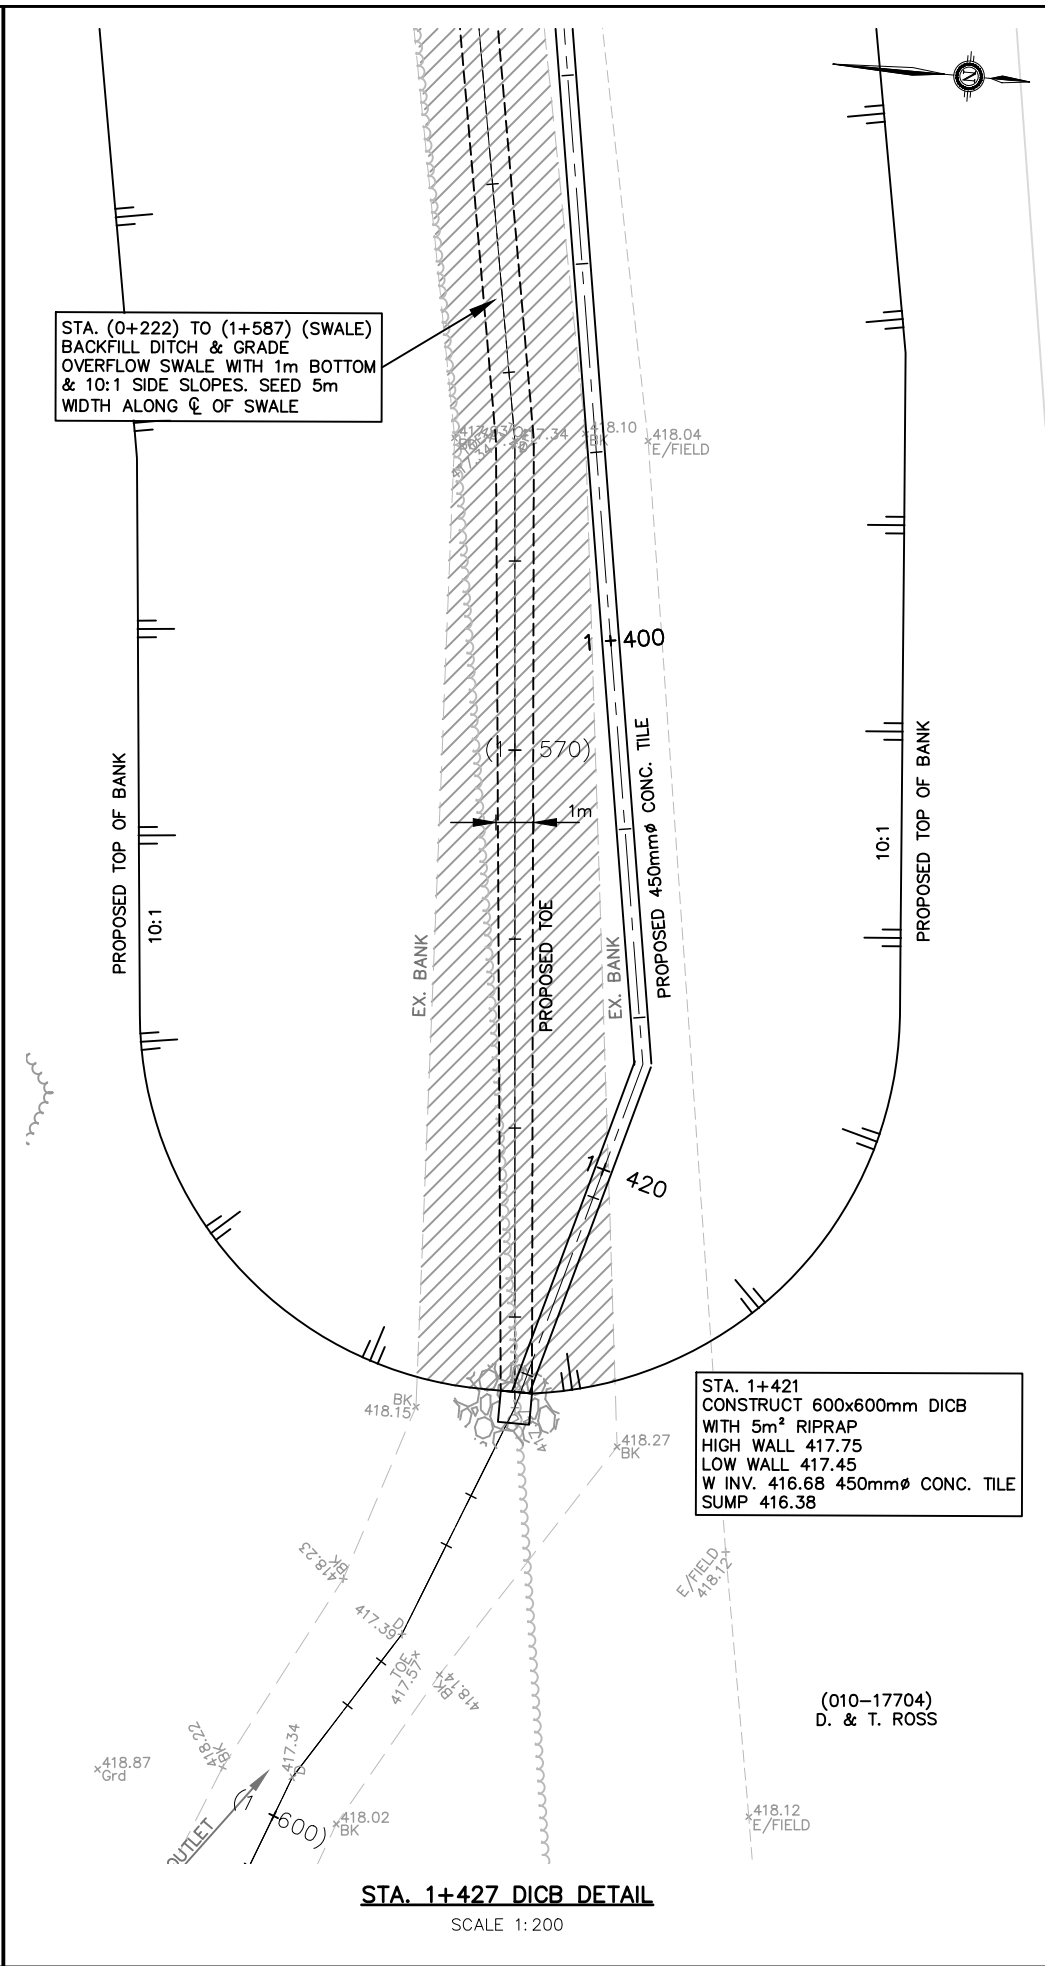 N
STA. (0+222) TO (1+587) (SWALE)
BACKFILL DITCH & GRADE
OVERFLOW SWALE WITH 1m BOTTOM
& 10:1 SIDE SLOPES. SEED 5m
WIDTH ALONG ℄ OF SWALE
417.34
418.10
BK
418.04
E/FIELD
1+400
(1+570)
1m
PROPOSED TOP OF BANK
10:1
EX. BANK
PROPOSED TOE
EX. BANK
PROPOSED 450mmø CONC. TILE
10:1
PROPOSED TOP OF BANK
1+420
STA. 1+421
CONSTRUCT 600x600mm DICB
WITH 5m² RIPRAP
HIGH WALL 417.75
LOW WALL 417.45
W INV. 416.68 450mmø CONC. TILE
SUMP 416.38
BK
418.15
418.27
BK
BK
418.23
E/FIELD
418.12
D
417.39
TOE
417.57
BK
418.14
(010-17704)
D. & T. ROSS
BK
418.22
417.34
D
418.87
Grd
(1+600)
418.02
BK
418.12
E/FIELD
OUTLET
STA. 1+427 DICB DETAIL
SCALE 1:200